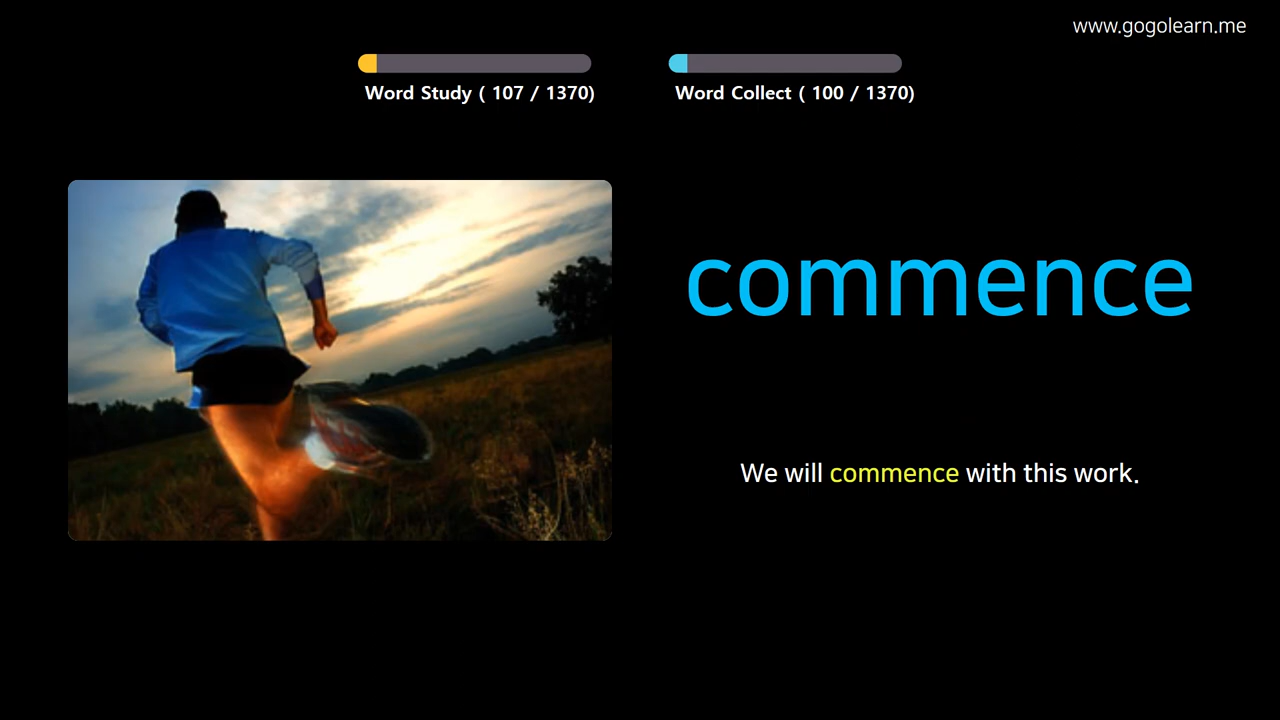 www.gogolearn.me
Word Study ( 107 / 1370)
Word Collect ( 100 / 1370)
commence
We will commence with this work.